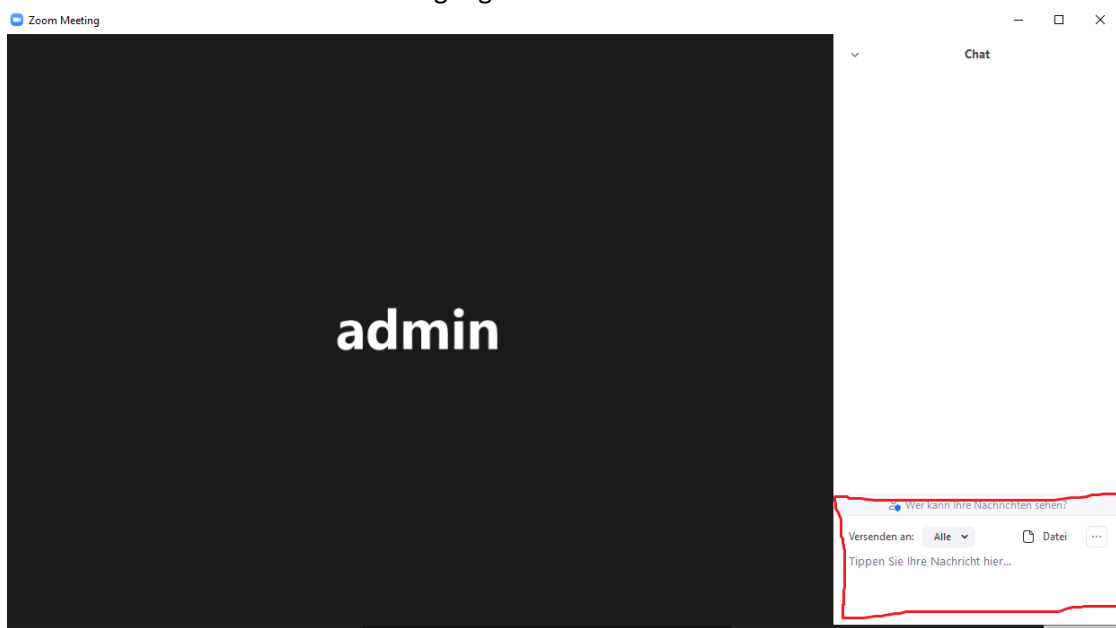 Zoom Meeting
Chat
admin
Wer kann Ihre Nachrichten sehen?
Versenden an: Alle Datei ...
Tippen Sie Ihre Nachricht hier...